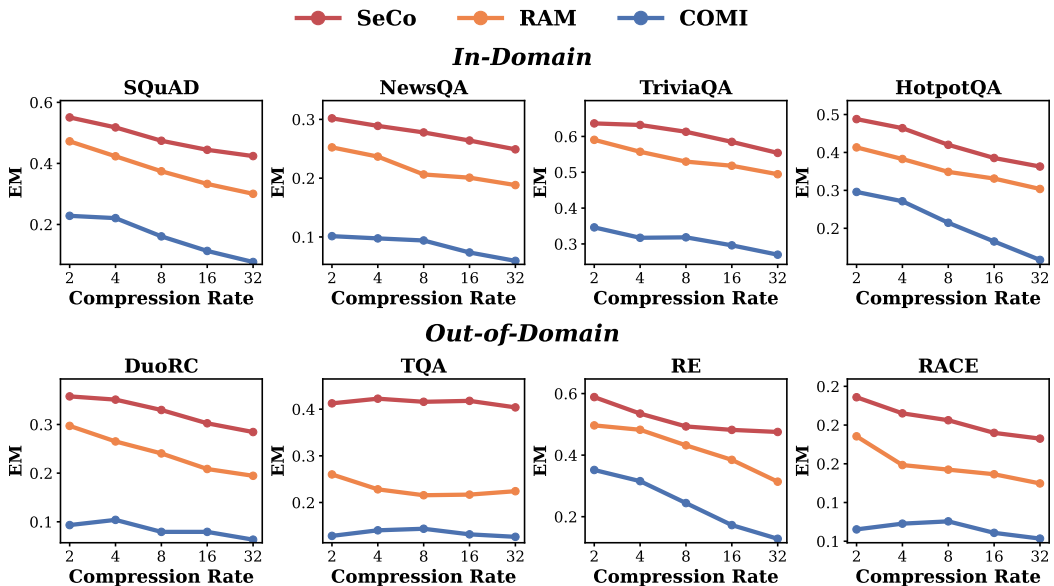 SeCo RAM COMI
In-Domain
SQuAD NewsQA TriviaQA HotpotQA
EM 0.6 0.4 0.2
EM 0.3 0.2 0.1
EM 0.6 0.5 0.4 0.3
EM 0.5 0.4 0.3 0.2
2 4 8 16 32 2 4 8 16 32 2 4 8 16 32 2 4 8 16 32
Compression Rate Compression Rate Compression Rate Compression Rate
Out-of-Domain
DuoRC TQA RE RACE
EM 0.3 0.2 0.1
EM 0.4 0.3 0.2
EM 0.6 0.4 0.2
EM 0.2 0.2 0.2 0.1 0.1
2 4 8 16 32 2 4 8 16 32 2 4 8 16 32 2 4 8 16 32
Compression Rate Compression Rate Compression Rate Compression Rate